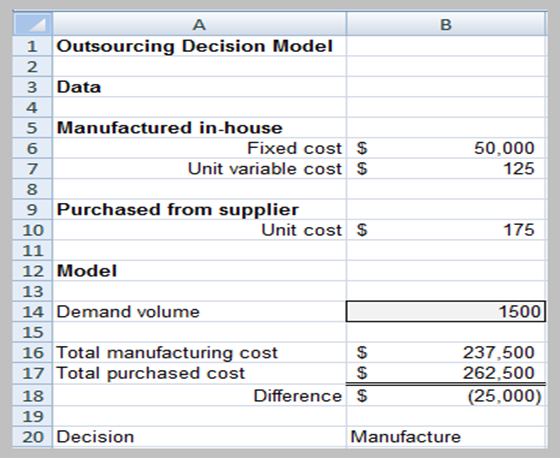 A B
1 Outsourcing Decision Model
2
3 Data
4
5 Manufactured in-house
6 Fixed cost $ 50,000
7 Unit variable cost $ 125
8
9 Purchased from supplier
10 Unit cost $ 175
11
12 Model
13
14 Demand volume 1500
15
16 Total manufacturing cost $ 237,500
17 Total purchased cost $ 262,500
18 Difference $ (25,000)
19
20 Decision Manufacture